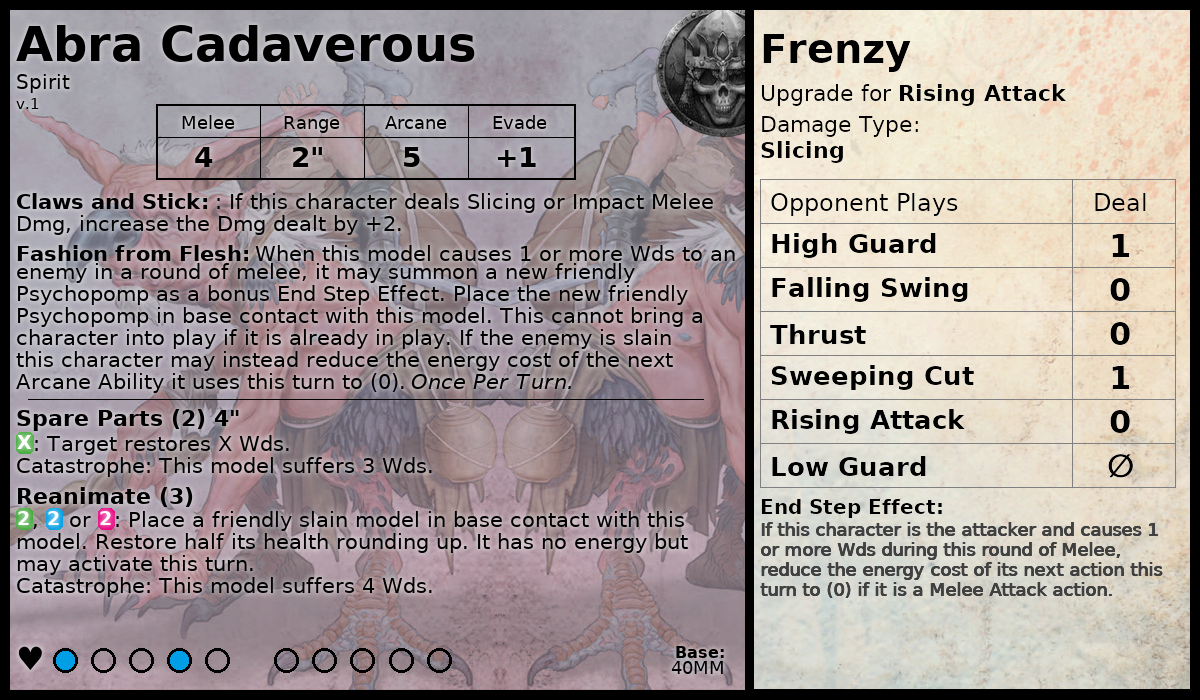 Abra Cadaverous
Spirit
v.1
Melee Range Arcane Evade
4 2" 5 +1
Claws and Stick: : If this character deals Slicing or Impact Melee
Dmg, increase the Dmg dealt by +2.
Fashion from Flesh: When this model causes 1 or more Wds to an
enemy in a round of melee, it may summon a new friendly
Psychopomp as a bonus End Step Effect. Place the new friendly
Psychopomp in base contact with this model. This cannot bring a
character into play if it is already in play. If the enemy is slain
this character may instead reduce the energy cost of the next
Arcane Ability it uses this turn to (0). Once Per Turn.
Spare Parts (2) 4"
X: Target restores X Wds.
Catastrophe: This model suffers 3 Wds.
Reanimate (3)
2, 2 or 2: Place a friendly slain model in base contact with this
model. Restore half its health rounding up. It has no energy but
may activate this turn.
Catastrophe: This model suffers 4 Wds.
Base:
40MM
Frenzy
Upgrade for Rising Attack
Damage Type:
Slicing
Opponent Plays Deal
High Guard 1
Falling Swing 0
Thrust 0
Sweeping Cut 1
Rising Attack 0
Low Guard ∅
End Step Effect:
If this character is the attacker and causes 1
or more Wds during this round of Melee,
reduce the energy cost of its next action this
turn to (0) if it is a Melee Attack action.